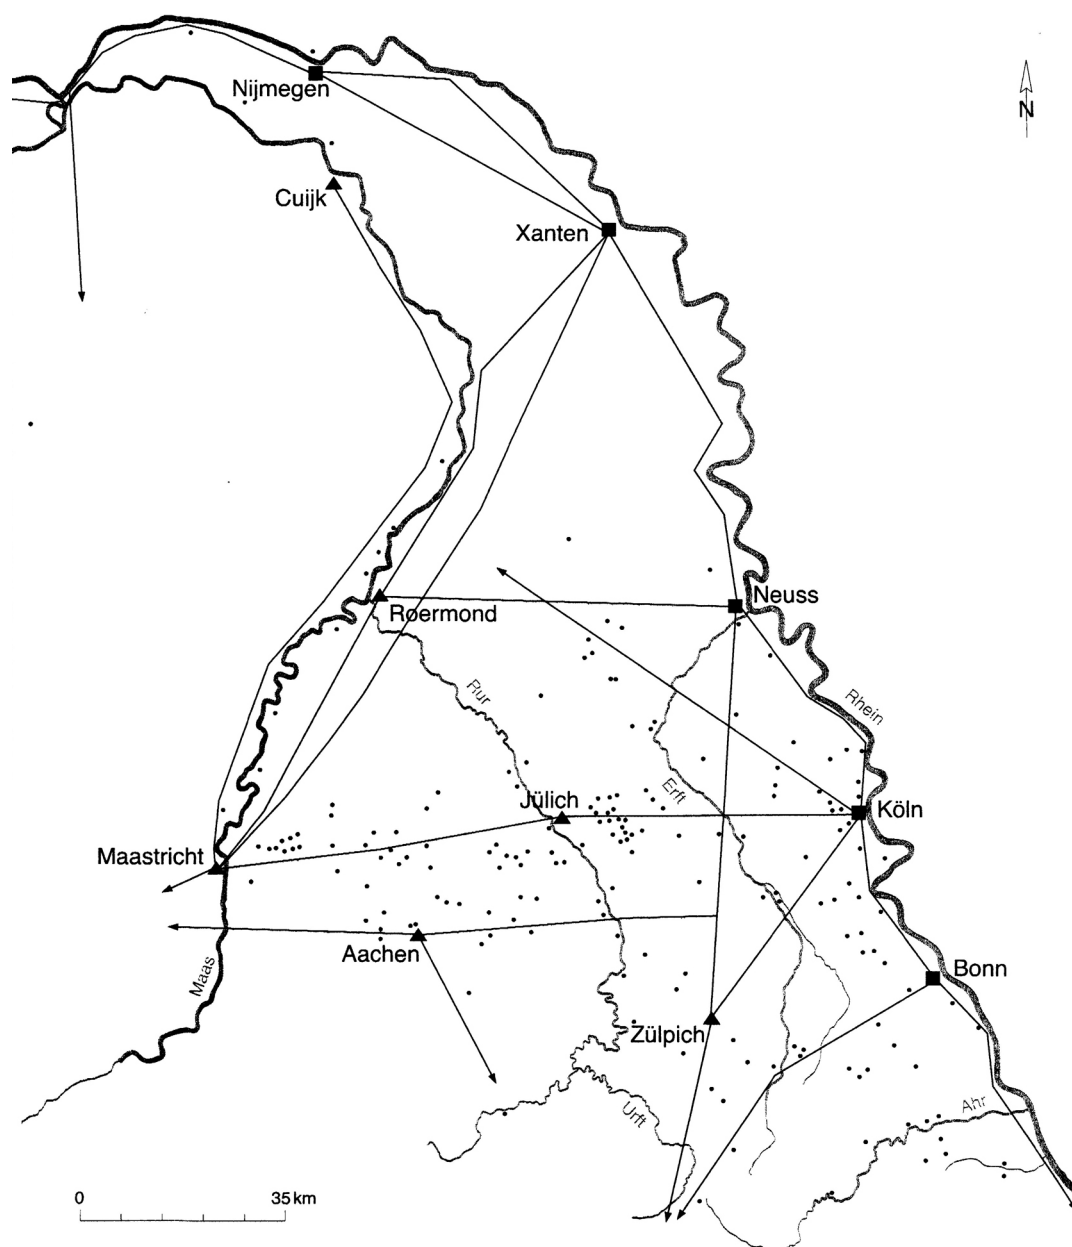 Nijmegen
N
Cuijk
Xanten
Neuss
Roermond
Rur
Rhein
Erft
Jülich
Köln
Maastricht
Aachen
Maas
Bonn
Zülpich
Urft
Ahr
0 35 km